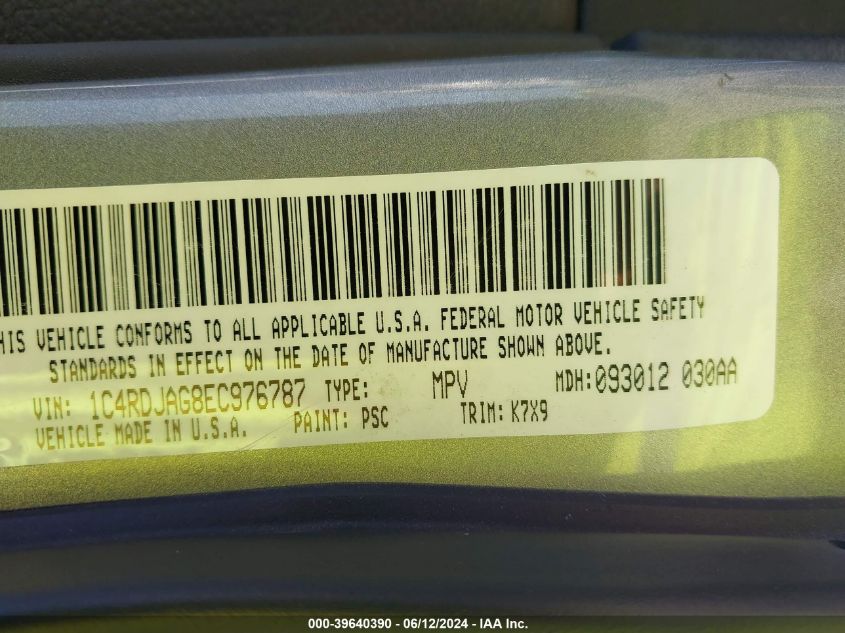 HIS VEHICLE CONFORMS TO ALL APPLICABLE U.S.A. FEDERAL MOTOR VEHICLE SAFETY
STANDARDS IN EFFECT ON THE DATE OF MANUFACTURE SHOWN ABOVE.
VIN: 1C4RDJAG8EC976787 TYPE: MPV MDH: 093012 030AA
VEHICLE MADE IN U.S.A. PAINT: PSC TRIM: K7X9
000-39640390 - 06/12/2024 - IAA Inc.